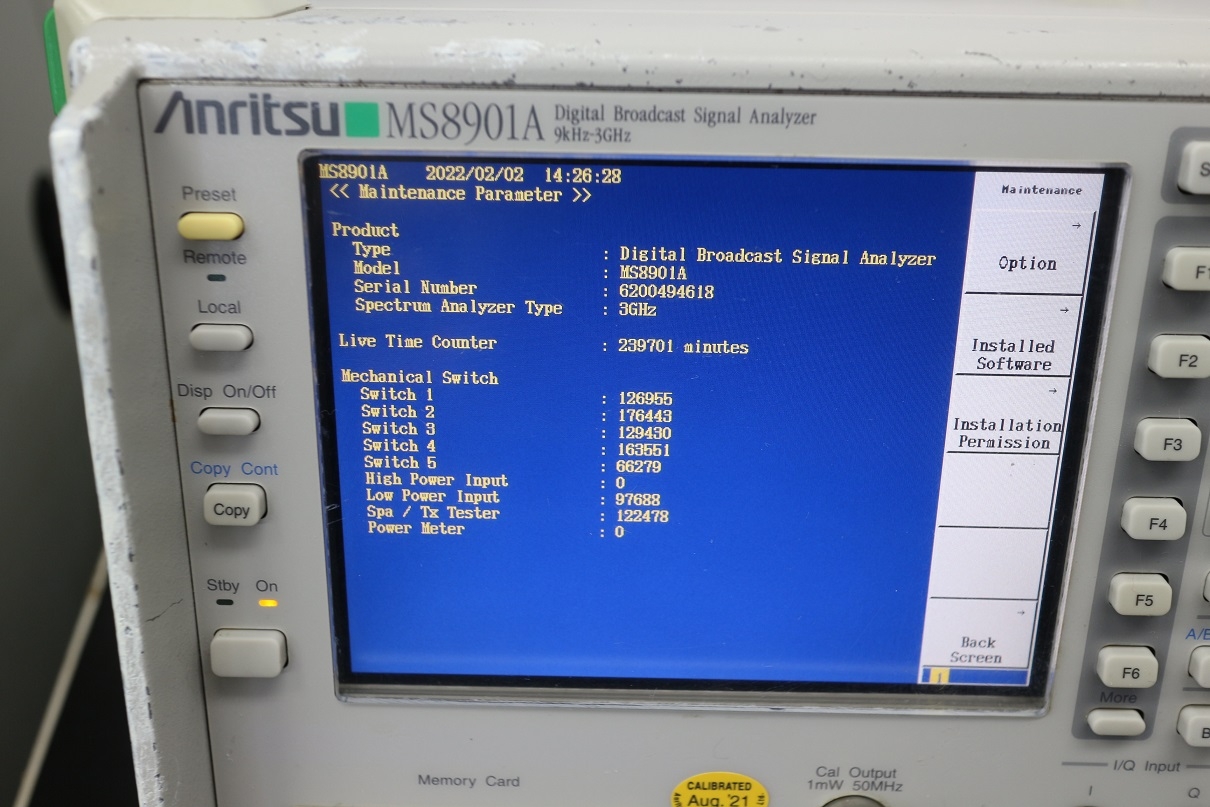 Anritsu MS8901A Digital Broadcast Signal Analyzer
9kHz-3GHz
Preset
Remote
Local
Disp On/Off
Copy Cont
Copy
Stby On
MS8901A 2022/02/02 14:26:28
<< Maintenance Parameter >>
Product
Type : Digital Broadcast Signal Analyzer
Model : MS8901A
Serial Number : 6200494618
Spectrum Analyzer Type : 3GHz
Live Time Counter : 239701 minutes
Mechanical Switch
Switch 1 : 126955
Switch 2 : 176443
Switch 3 : 129430
Switch 4 : 163551
Switch 5 : 66279
High Power Input : 0
Low Power Input : 97688
Spa / Tx Tester : 122478
Power Meter : 0
Maintenance
→
Option
→
Installed
Software
→
Installation
Permission
→
Back
Screen
1
S
F1
F2
F3
F4
F5
A/B
F6
More
B
Memory Card
CALIBRATED
Aug.'21
Cal Output
1mW 50MHz
I/Q Input
I Q